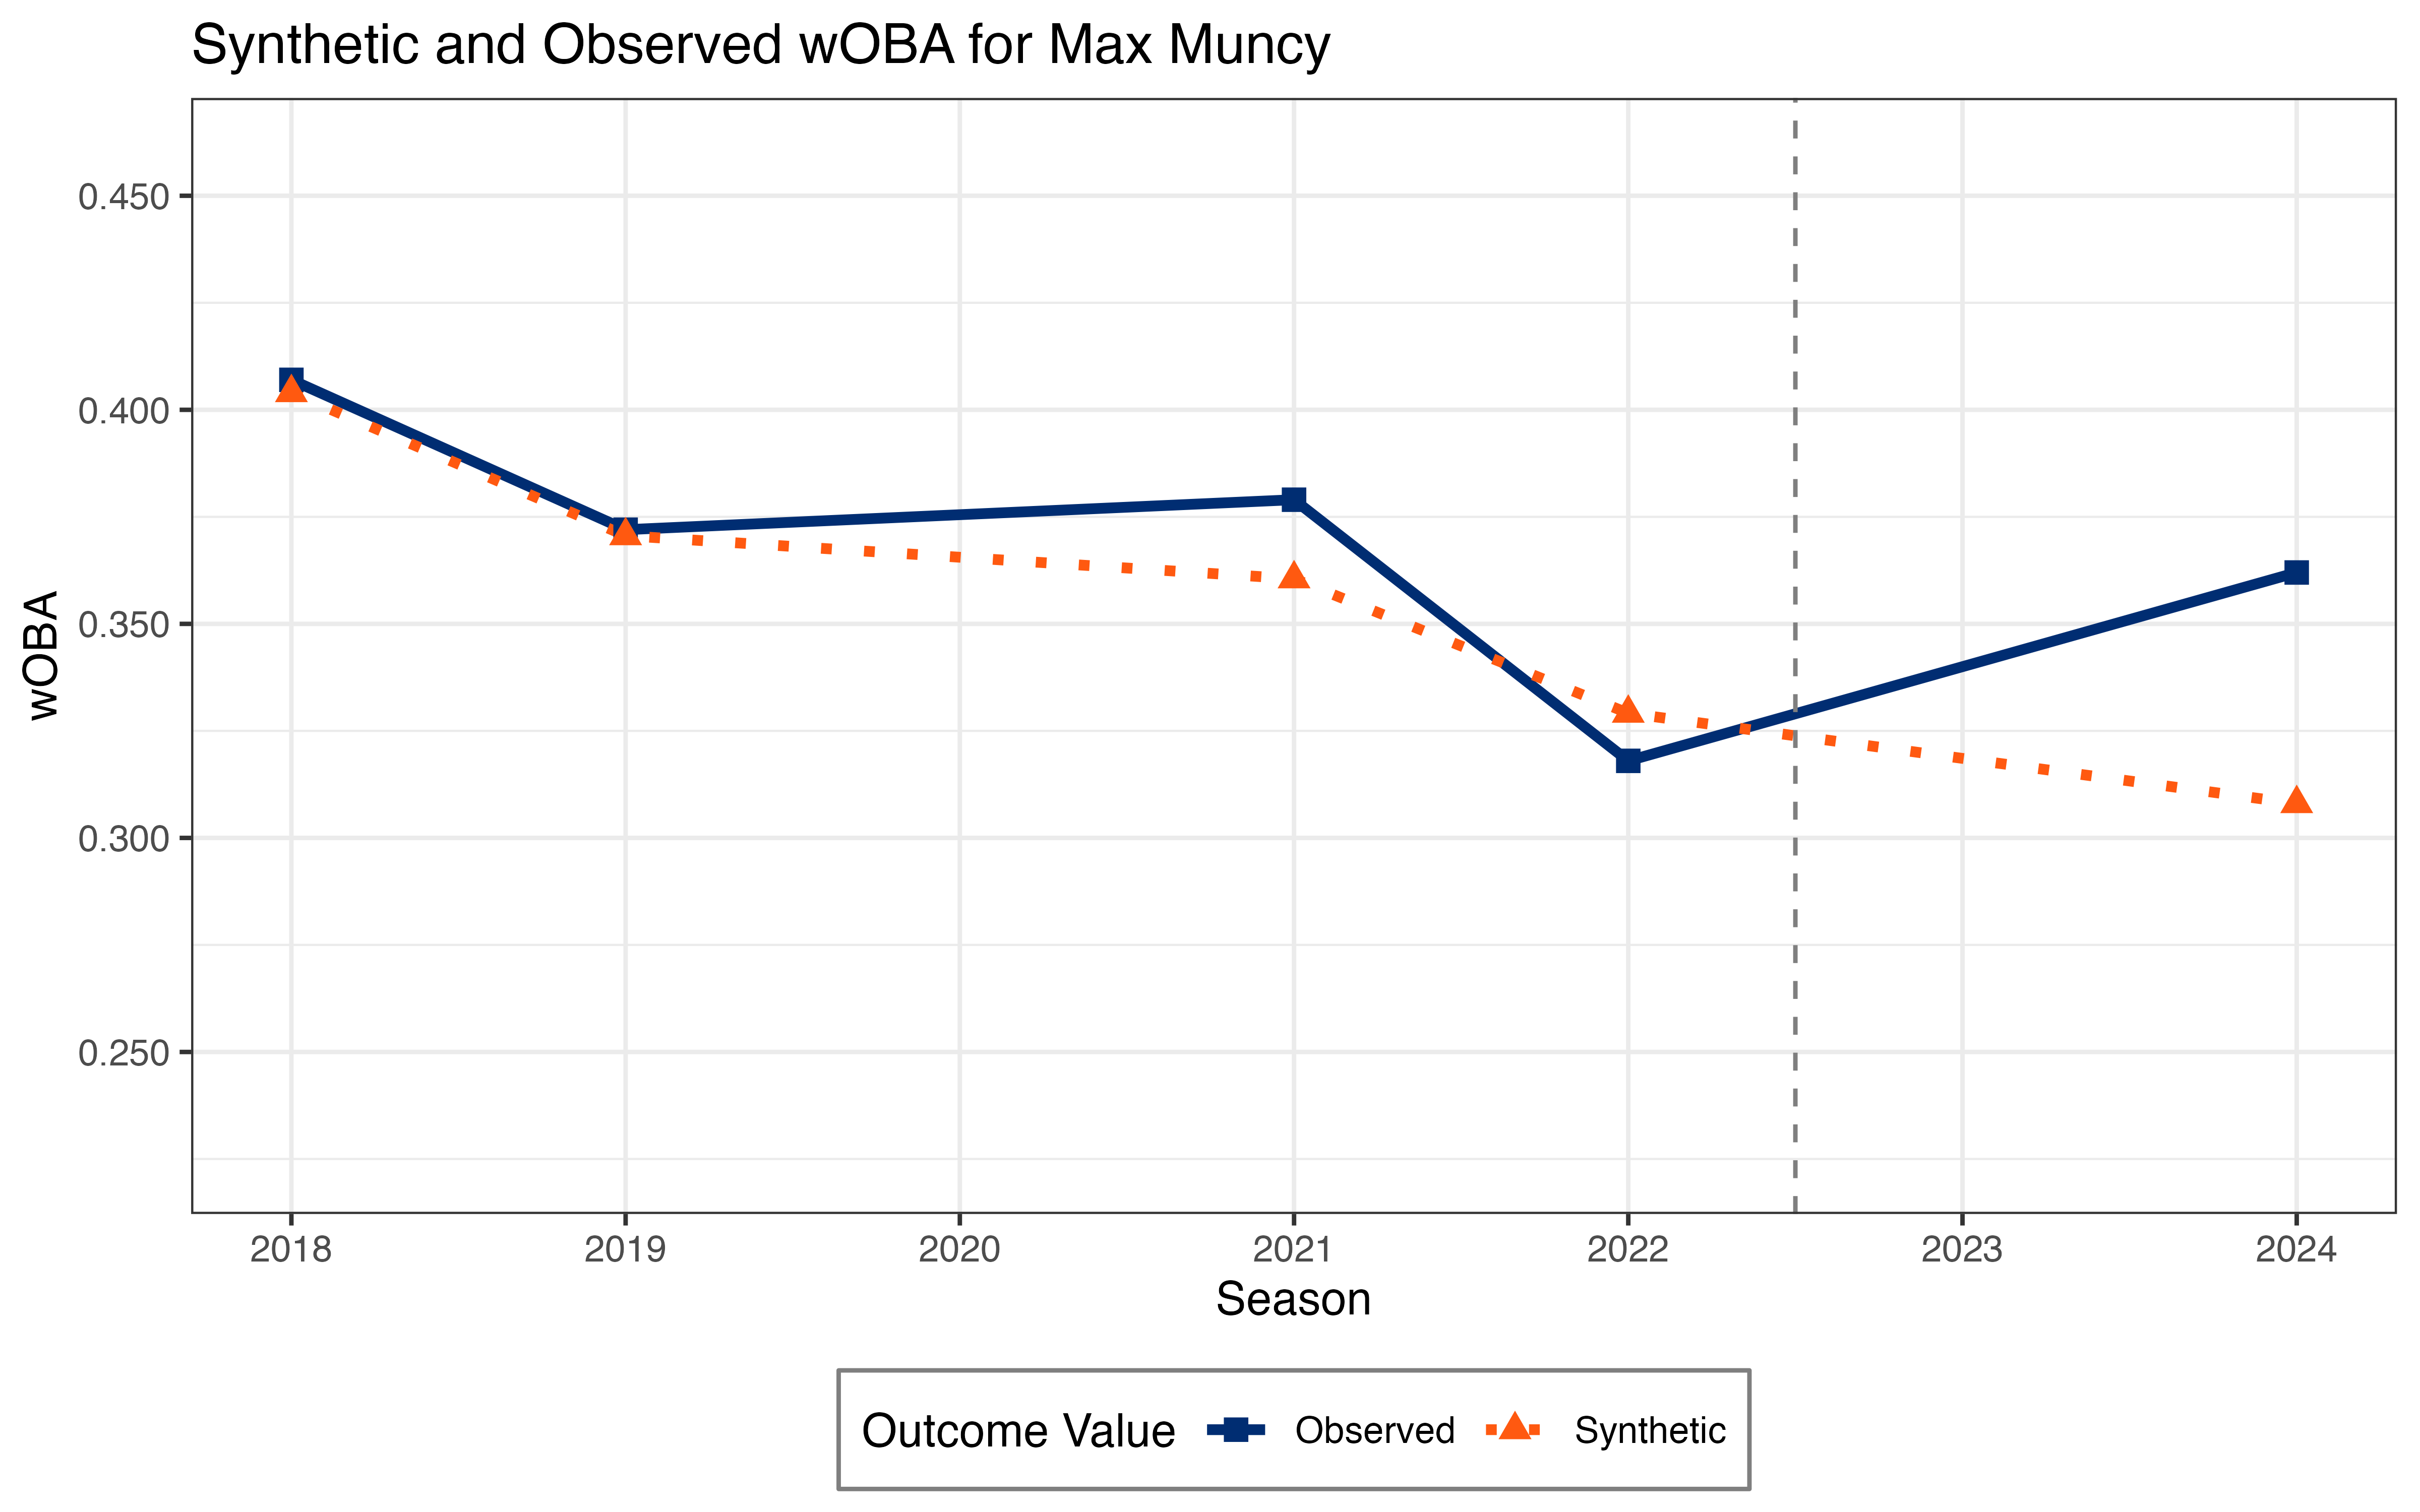 Synthetic and Observed wOBA for Max Muncy
wOBA
0.450
0.400
0.350
0.300
0.250
2018 2019 2020 2021 2022 2023 2024
Season
Outcome Value Observed Synthetic